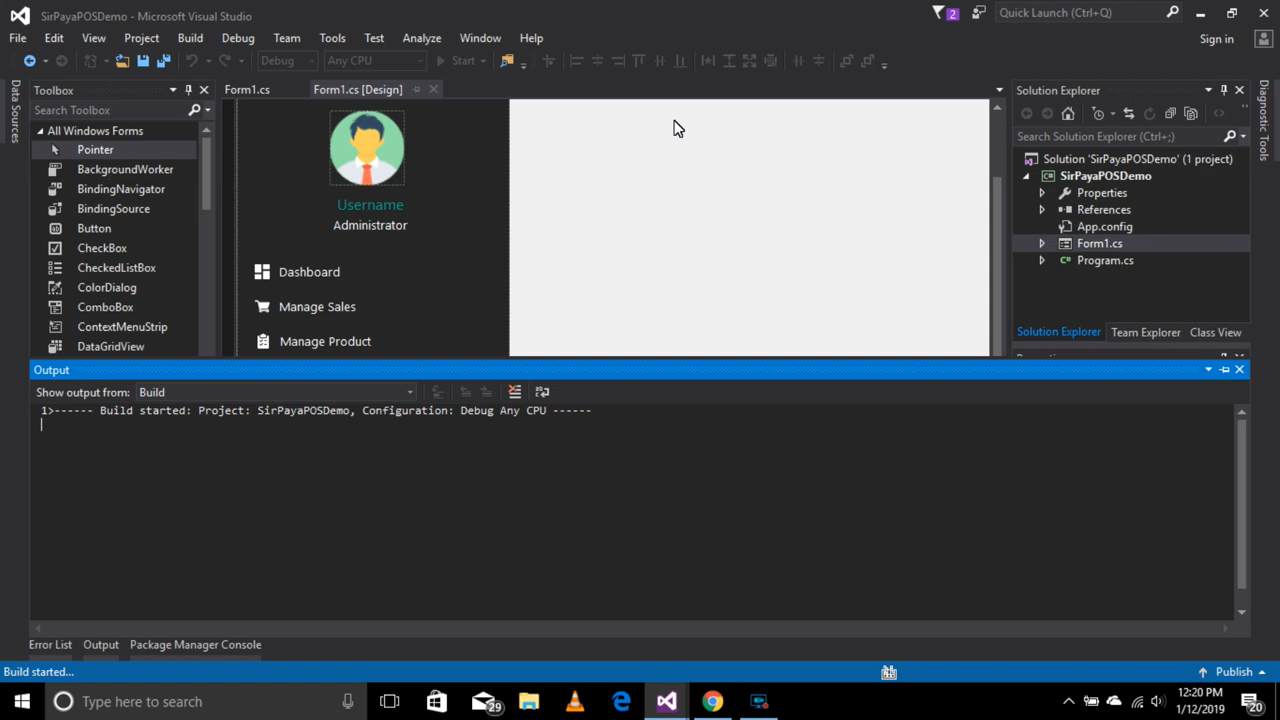 SirPayaPOSDemo - Microsoft Visual Studio
2
Quick Launch (Ctrl+Q)
File Edit View Project Build Debug Team Tools Test Analyze Window Help
Sign in
Debug Any CPU Start
Data Sources
Toolbox
Search Toolbox
All Windows Forms
Pointer
BackgroundWorker
BindingNavigator
BindingSource
Button
CheckBox
CheckedListBox
ColorDialog
ComboBox
ContextMenuStrip
DataGridView
Form1.cs Form1.cs [Design]
Username
Administrator
Dashboard
Manage Sales
Manage Product
Solution Explorer
Search Solution Explorer (Ctrl+;)
Solution 'SirPayaPOSDemo' (1 project)
C# SirPayaPOSDemo
Properties
References
App.config
Form1.cs
C# Program.cs
Solution Explorer Team Explorer Class View
Diagnostic Tools
Output
Show output from: Build
1>------ Build started: Project: SirPayaPOSDemo, Configuration: Debug Any CPU ------
Error List Output Package Manager Console
Build started...
Publish
Type here to search
29
12:20 PM
1/12/2019
20